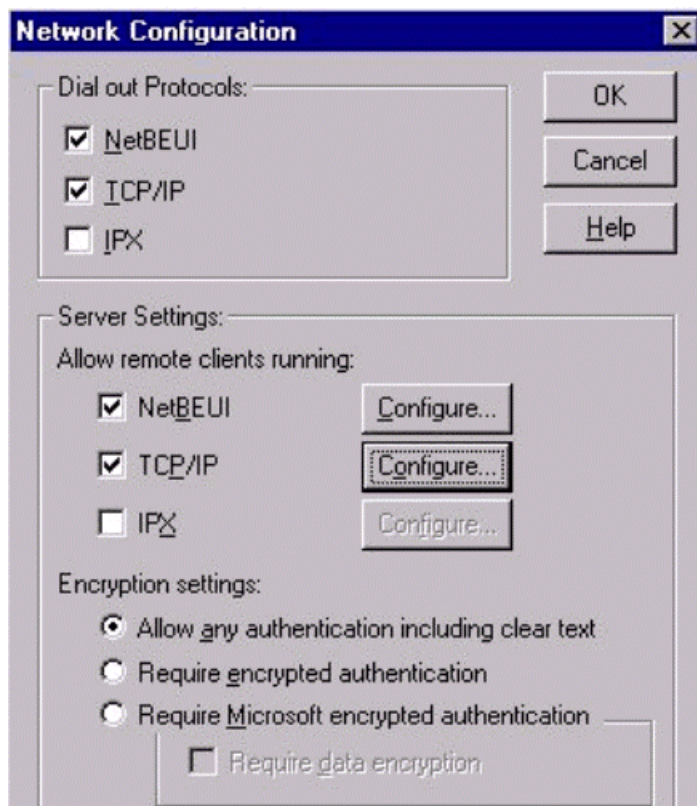 Network Configuration
Dial out Protocols:
OK
NetBEUI
Cancel
TCP/IP
Help
IPX
Server Settings:
Allow remote clients running:
NetBEUI Configure...
TCP/IP Configure...
IPX Configure...
Encryption settings:
Allow any authentication including clear text
Require encrypted authentication
Require Microsoft encrypted authentication
Require data encryption